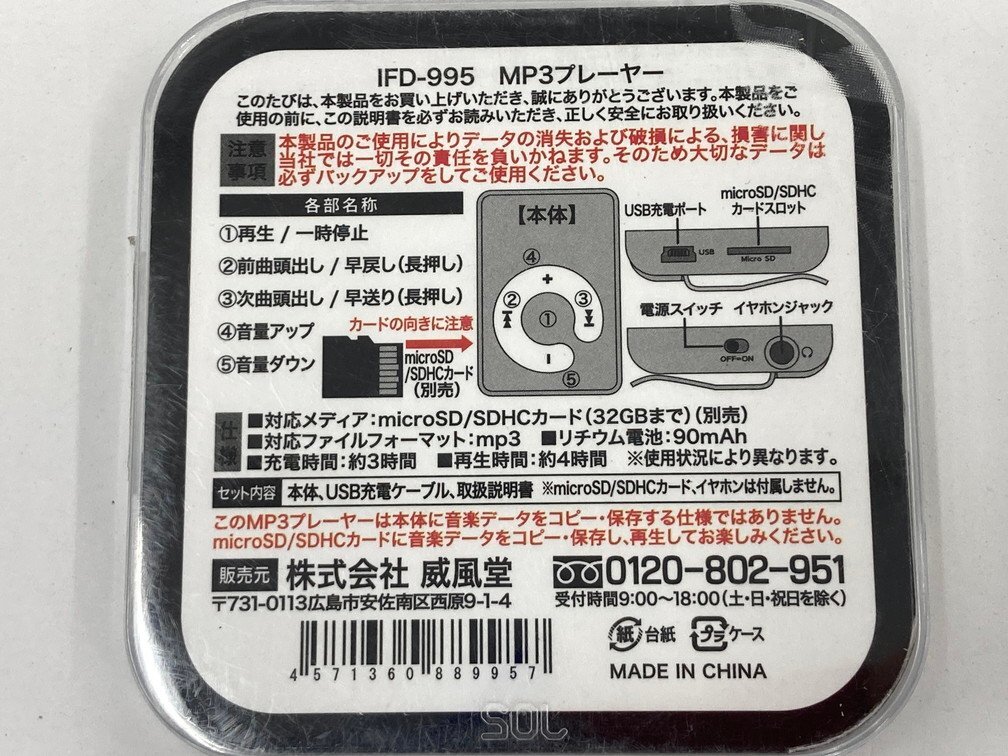 IFD-995 MP3プレーヤー
このたびは、本製品をお買い上げいただき、誠にありがとうございます。本製品をご
使用の前に、この説明書を必ずお読みいただき、正しく安全にお取り扱いください。
注意
事項
本製品のご使用によりデータの消失および破損による、損害に関し
当社では一切その責任を負いかねます。そのため大切なデータは
必ずバックアップをしてご使用ください。
各部名称
①再生 / 一時停止
②前曲頭出し / 早戻し(長押し)
③次曲頭出し / 早送り(長押し)
④音量アップ
⑤音量ダウン
カードの向きに注意
microSD
/SDHCカード
(別売)
【本体】
④
+
②
①
③
−
⑤
USB充電ポート
microSD/SDHC
カードスロット
USB
Micro SD
電源スイッチ
イヤホンジャック
OFF⇔ON
仕様
■対応メディア:microSD/SDHCカード(32GBまで)(別売)
■対応ファイルフォーマット:mp3 ■リチウム電池:90mAh
■充電時間:約3時間 ■再生時間:約4時間 ※使用状況により異なります。
セット内容 本体、USB充電ケーブル、取扱説明書 ※microSD/SDHCカード、イヤホンは付属しません。
このMP3プレーヤーは本体に音楽データをコピー・保存する仕様ではありません。
microSD/SDHCカードに音楽データをコピー・保存し、再生してお楽しみください。
販売元 株式会社 威風堂
0120-802-951
〒731-0113広島市安佐南区西原9-1-4
受付時間9:00〜18:00(土・日・祝日を除く)
紙 台紙 プラ ケース
4 571360 889957
MADE IN CHINA
SOL